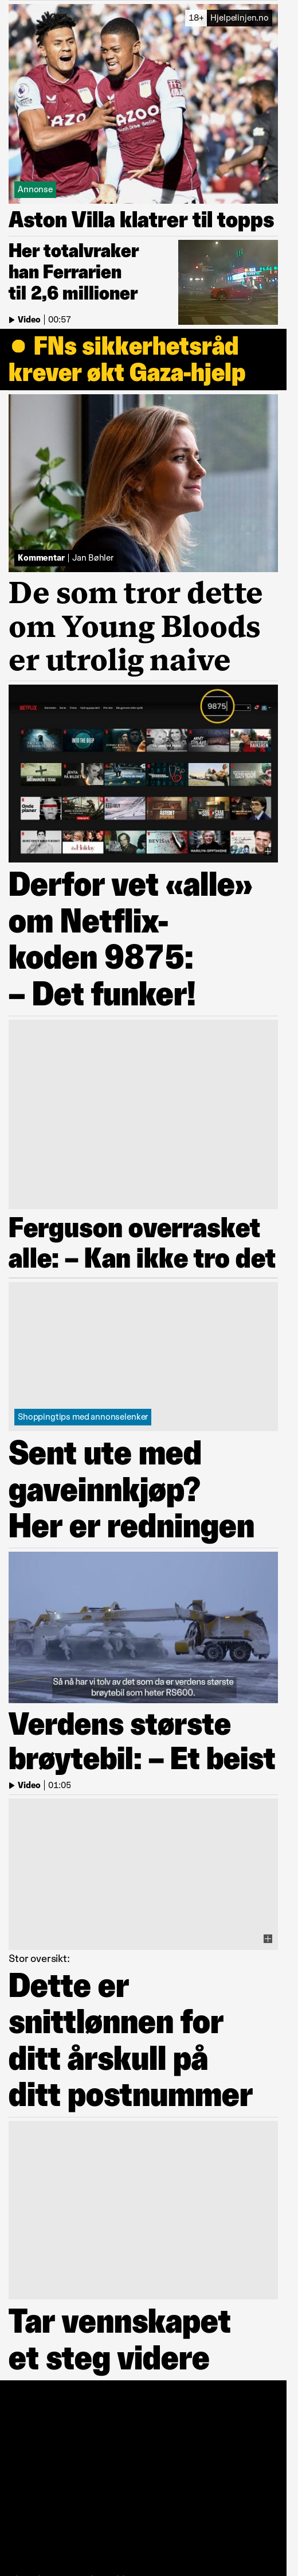 18+ Hjelpelinjen.no
Annonse
Aston Villa klatrer til topps
Her totalvraker
han Ferrarien
til 2,6 millioner
Video | 00:57
FNs sikkerhetsråd
krever økt Gaza-hjelp
Kommentar | Jan Bøhler
De som tror dette
om Young Bloods
er utrolig naive
NETFLIX
9875
Derfor vet «alle»
om Netflix-
koden 9875:
– Det funker!
Ferguson overrasket
alle: – Kan ikke tro det
Shoppingtips med annonselenker
Sent ute med
gaveinnkjøp?
Her er redningen
Så nå har vi tolv av det som da er verdens største
brøytebil som heter RS600.
Verdens største
brøytebil: – Et beist
Video | 01:05
Stor oversikt:
Dette er
snittlønnen for
ditt årskull på
ditt postnummer
Tar vennskapet
et steg videre